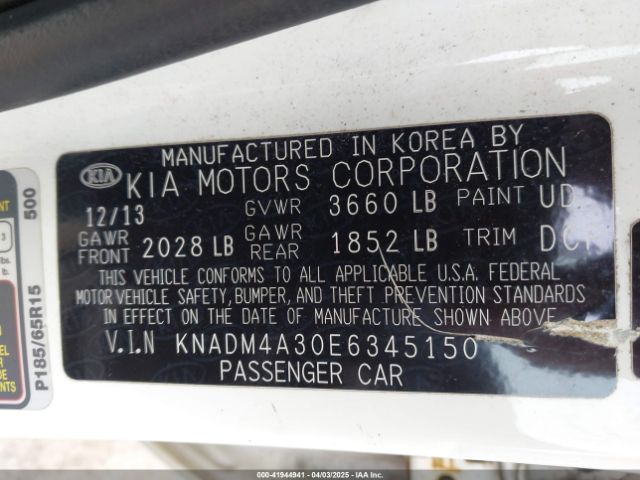 MANUFACTURED IN KOREA BY
KIA KIA MOTORS CORPORATION
12/13 GVWR 3660 LB PAINT UD
GAWR FRONT 2028 LB GAWR REAR 1852 LB TRIM
THIS VEHICLE CONFORMS TO ALL APPLICABLE U.S.A. FEDERAL
MOTOR VEHICLE SAFETY, BUMPER, AND THEFT PREVENTION STANDARDS
IN EFFECT ON THE DATE OF MANUFACTURE SHOWN ABOVE.
V.I.N KNADM4A30E6345150
PASSENGER CAR
P185/65R15 500
000-41944941 - 04/03/2025 - IAAI.COM